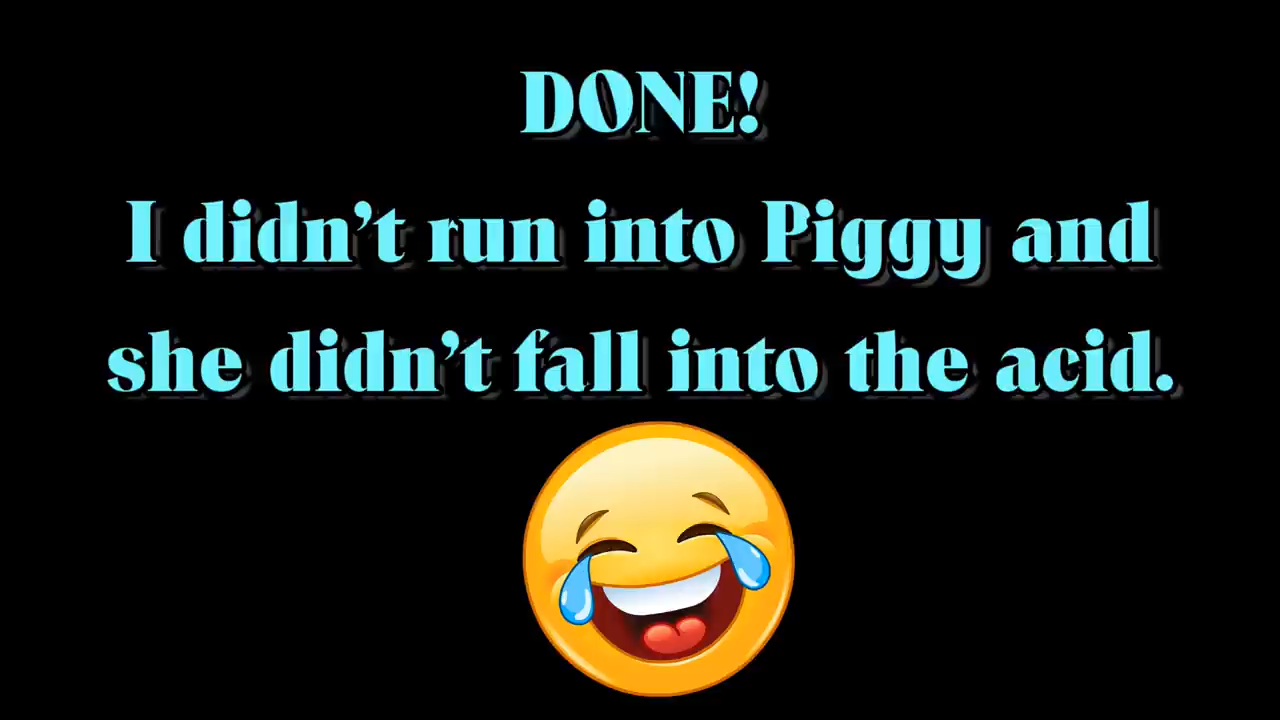 DONE!
I didn’t run into Piggy and
she didn’t fall into the acid.